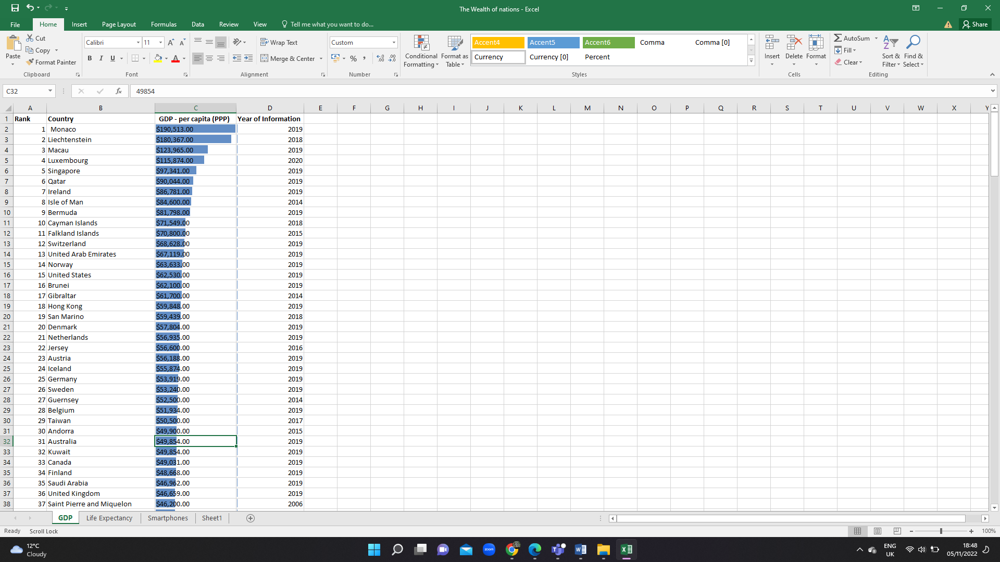 The Wealth of nations - Excel
File Home Insert Page Layout Formulas Data Review View Tell me what you want to do... Share
Paste Cut Copy Format Painter Clipboard
Calibri 11 A A B I U A Font
Wrap Text Merge & Center Alignment
Custom % , Number
Conditional Formatting Format as Table
Accent4 Accent5 Accent6 Comma Comma [0]
Currency Currency [0] Percent
Styles
Insert Delete Format Cells
AutoSum Fill Clear Sort & Filter Find & Select Editing
C32 fx 49854
A B C D E F G H I J K L M N O P Q R S T U V W X Y
1 Rank Country GDP - per capita (PPP) Year of Information
2 1 Monaco $190,513.00 2019
3 2 Liechtenstein $180,367.00 2018
4 3 Macau $123,965.00 2019
5 4 Luxembourg $115,874.00 2020
6 5 Singapore $97,341.00 2019
7 6 Qatar $90,044.00 2019
8 7 Ireland $86,781.00 2019
9 8 Isle of Man $84,600.00 2014
10 9 Bermuda $81,798.00 2019
11 10 Cayman Islands $71,549.00 2018
12 11 Falkland Islands $70,800.00 2015
13 12 Switzerland $68,628.00 2019
14 13 United Arab Emirates $67,119.00 2019
15 14 Norway $63,633.00 2019
16 15 United States $62,530.00 2019
17 16 Brunei $62,100.00 2019
18 17 Gibraltar $61,700.00 2014
19 18 Hong Kong $59,848.00 2019
20 19 San Marino $59,439.00 2018
21 20 Denmark $57,804.00 2019
22 21 Netherlands $56,935.00 2019
23 22 Jersey $56,600.00 2016
24 23 Austria $56,188.00 2019
25 24 Iceland $55,874.00 2019
26 25 Germany $53,919.00 2019
27 26 Sweden $53,240.00 2019
28 27 Guernsey $52,500.00 2014
29 28 Belgium $51,934.00 2019
30 29 Taiwan $50,500.00 2017
31 30 Andorra $49,900.00 2015
32 31 Australia $49,854.00 2019
33 32 Kuwait $49,854.00 2019
34 33 Canada $49,031.00 2019
35 34 Finland $48,668.00 2019
36 35 Saudi Arabia $46,962.00 2019
37 36 United Kingdom $46,659.00 2019
38 37 Saint Pierre and Miquelon $46,200.00 2006
GDP Life Expectancy Smartphones Sheet1
Ready Scroll Lock 100%
12°C
Cloudy
zoom
ENG
UK
18:48
05/11/2022